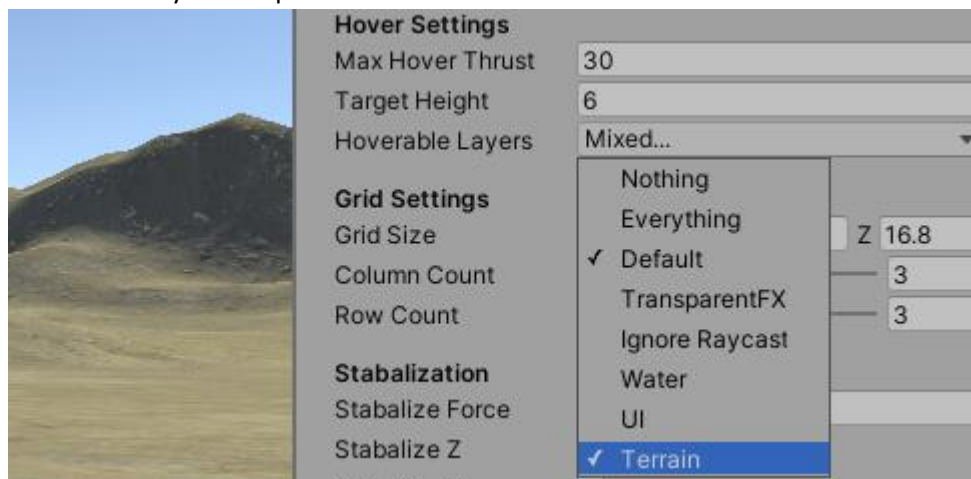 Hover Settings
Max Hover Thrust 30
Target Height 6
Hoverable Layers Mixed...
Nothing
Grid Settings
Everything
Grid Size Z 16.8
✓ Default
Column Count 3
TransparentFX
Row Count 3
Ignore Raycast
Stabalization
Water
Stabalize Force
UI
Stabalize Z
✓ Terrain